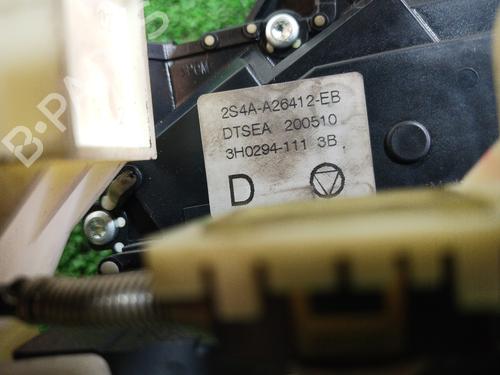 2S4A-A26412-EB
DTSEA 200510
3H0294-111 3B
D
B-PARTS